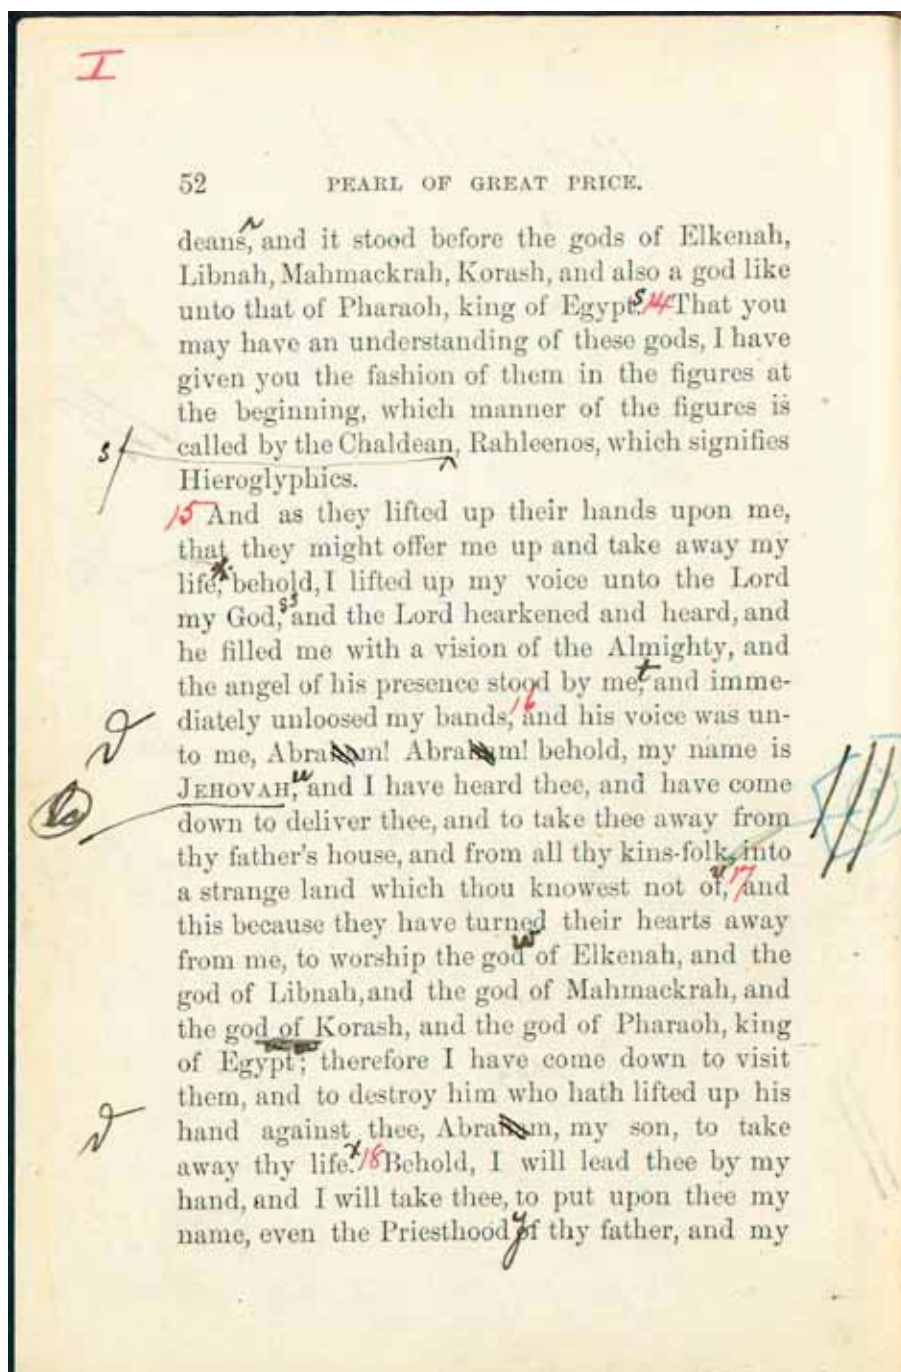 I
52 PEARL OF GREAT PRICE.
deans, and it stood before the gods of Elkenah,
Libnah, Mahmackrah, Korash, and also a god like
unto that of Pharaoh, king of Egypt. s 14 That you
may have an understanding of these gods, I have
given you the fashion of them in the figures at
the beginning, which manner of the figures is
s called by the Chaldean, Rahleenos, which signifies
Hieroglyphics.
15 And as they lifted up their hands upon me,
that they might offer me up and take away my
life, behold, I lifted up my voice unto the Lord
my God, and the Lord hearkened and heard, and
he filled me with a vision of the Almighty, and
the angel of his presence stood by me, t and imme-
diately unloosed my bands, 16 and his voice was un-
to me, Abraham! Abraham! behold, my name is
JEHOVAH, u and I have heard thee, and have come
down to deliver thee, and to take thee away from
thy father's house, and from all thy kins-folk, into
a strange land which thou knowest not of, v 17 and
this because they have turned their hearts away
from me, to worship the god w of Elkenah, and the
god of Libnah, and the god of Mahmackrah, and
the god of Korash, and the god of Pharaoh, king
of Egypt; therefore I have come down to visit
them, and to destroy him who hath lifted up his
hand against thee, Abraham, my son, to take
away thy life. x 18 Behold, I will lead thee by my
hand, and I will take thee, to put upon thee my
name, even the Priesthood y of thy father, and my